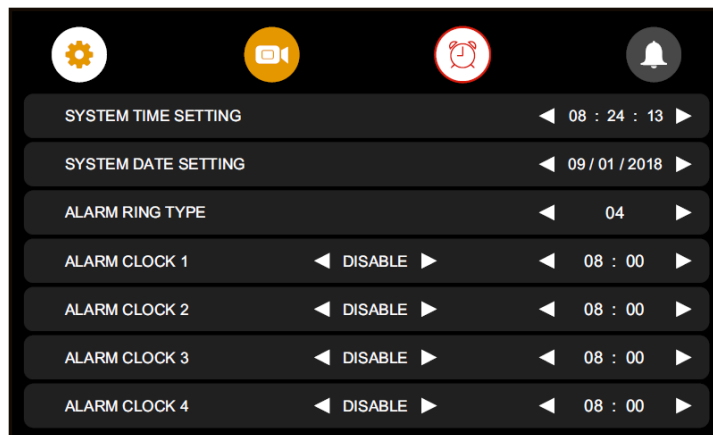 SYSTEM TIME SETTING 08 : 24 : 13
SYSTEM DATE SETTING 09 / 01 / 2018
ALARM RING TYPE 04
ALARM CLOCK 1 DISABLE 08 : 00
ALARM CLOCK 2 DISABLE 08 : 00
ALARM CLOCK 3 DISABLE 08 : 00
ALARM CLOCK 4 DISABLE 08 : 00